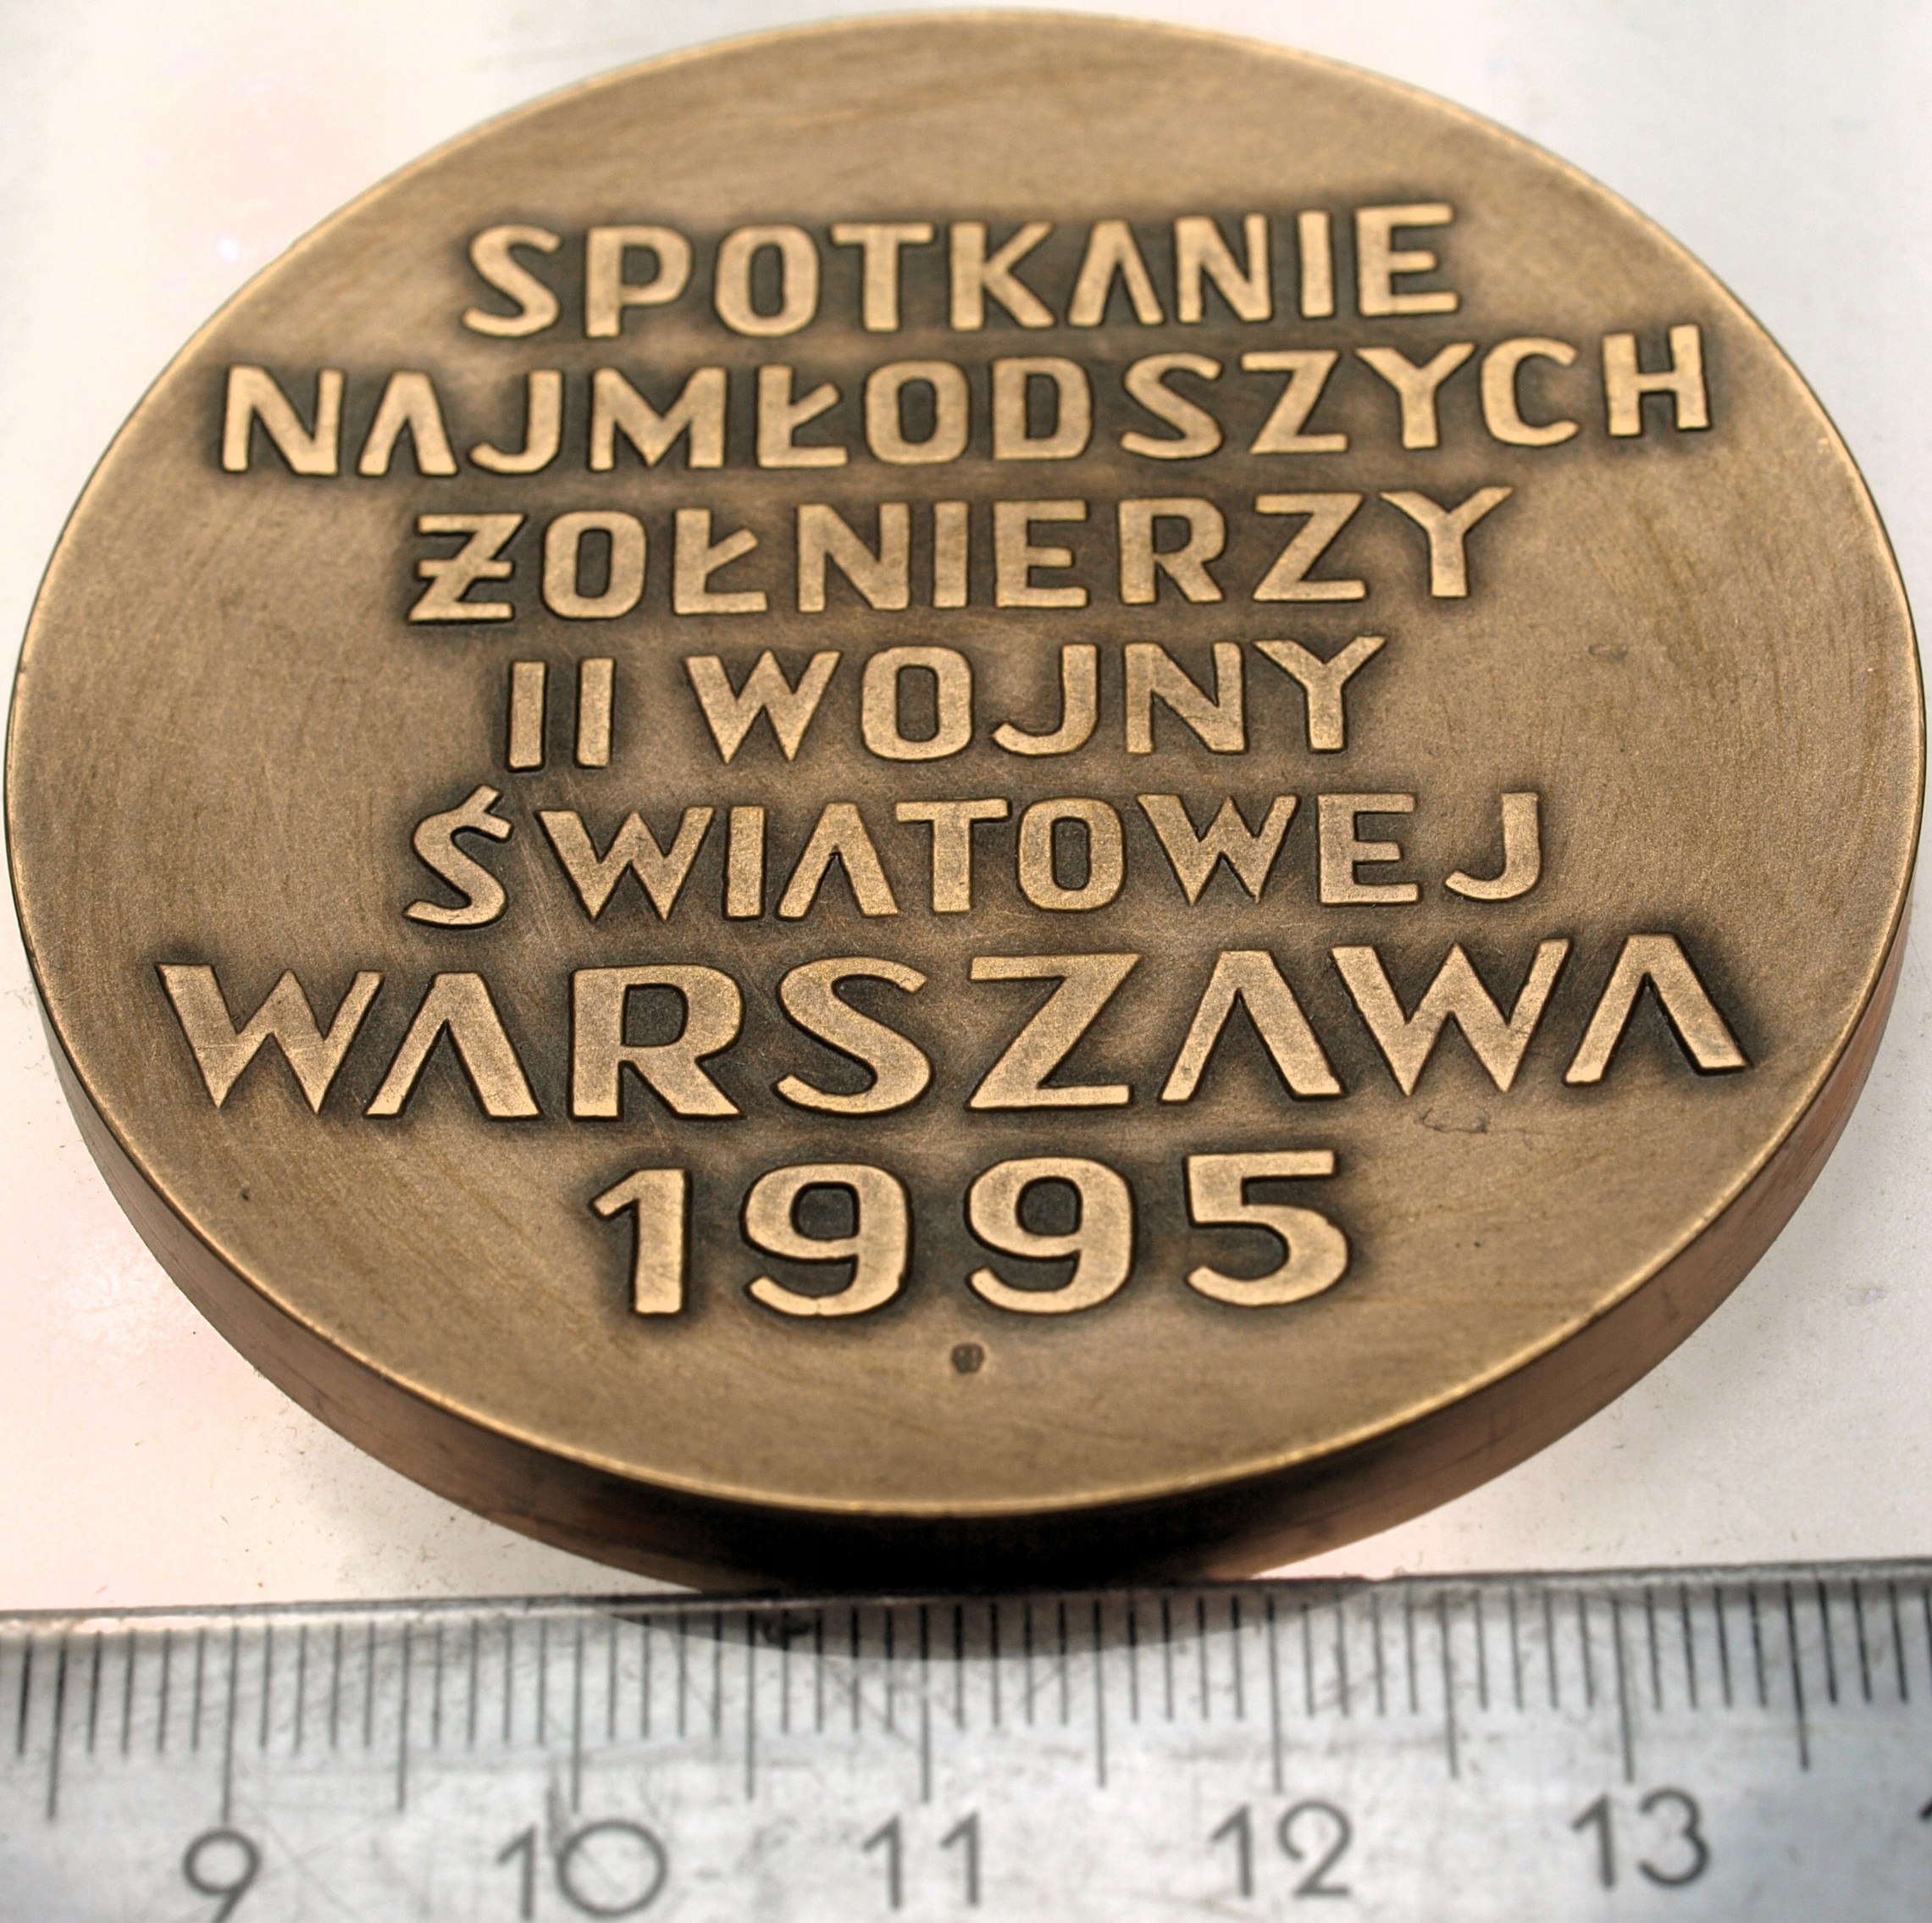 SPOTKANIE
NAJMŁODSZYCH
ŻOŁNIERZY
II WOJNY
ŚWIATOWEJ
WARSZAWA
1995
9 10 11 12 13